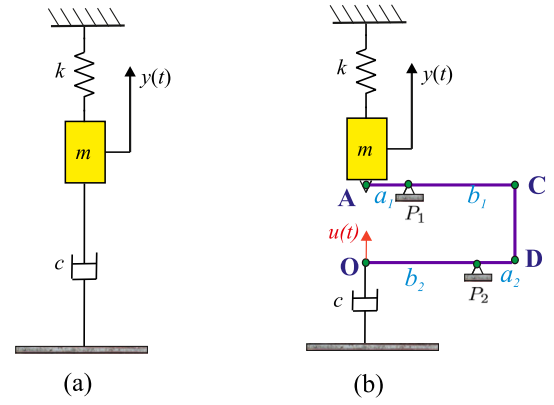 k
y(t)
m
c
(a)
k
y(t)
m
A
a₁
P₁
b₁
C
u(t)
O
b₂
P₂
a₂
D
c
(b)